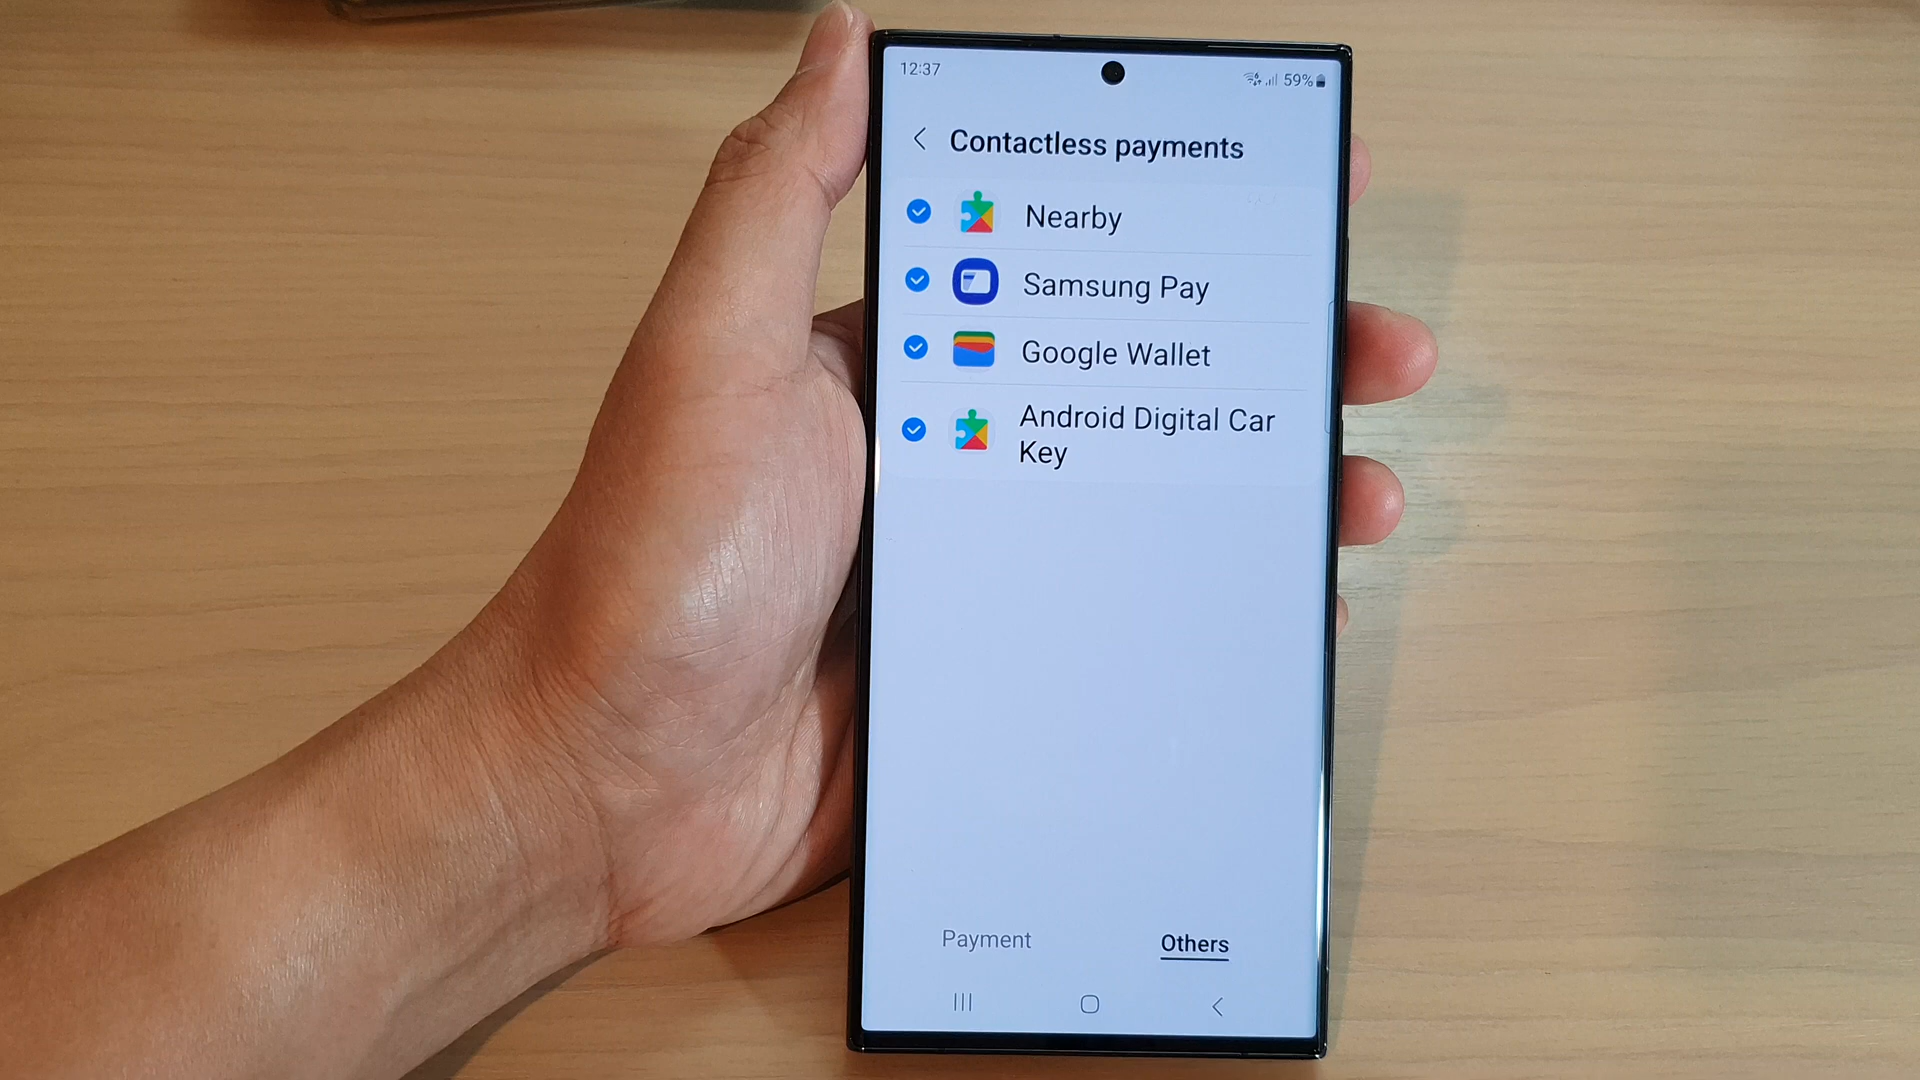 12:37
59%
Contactless payments
Nearby
Samsung Pay
Google Wallet
Android Digital Car
Key
Payment
Others